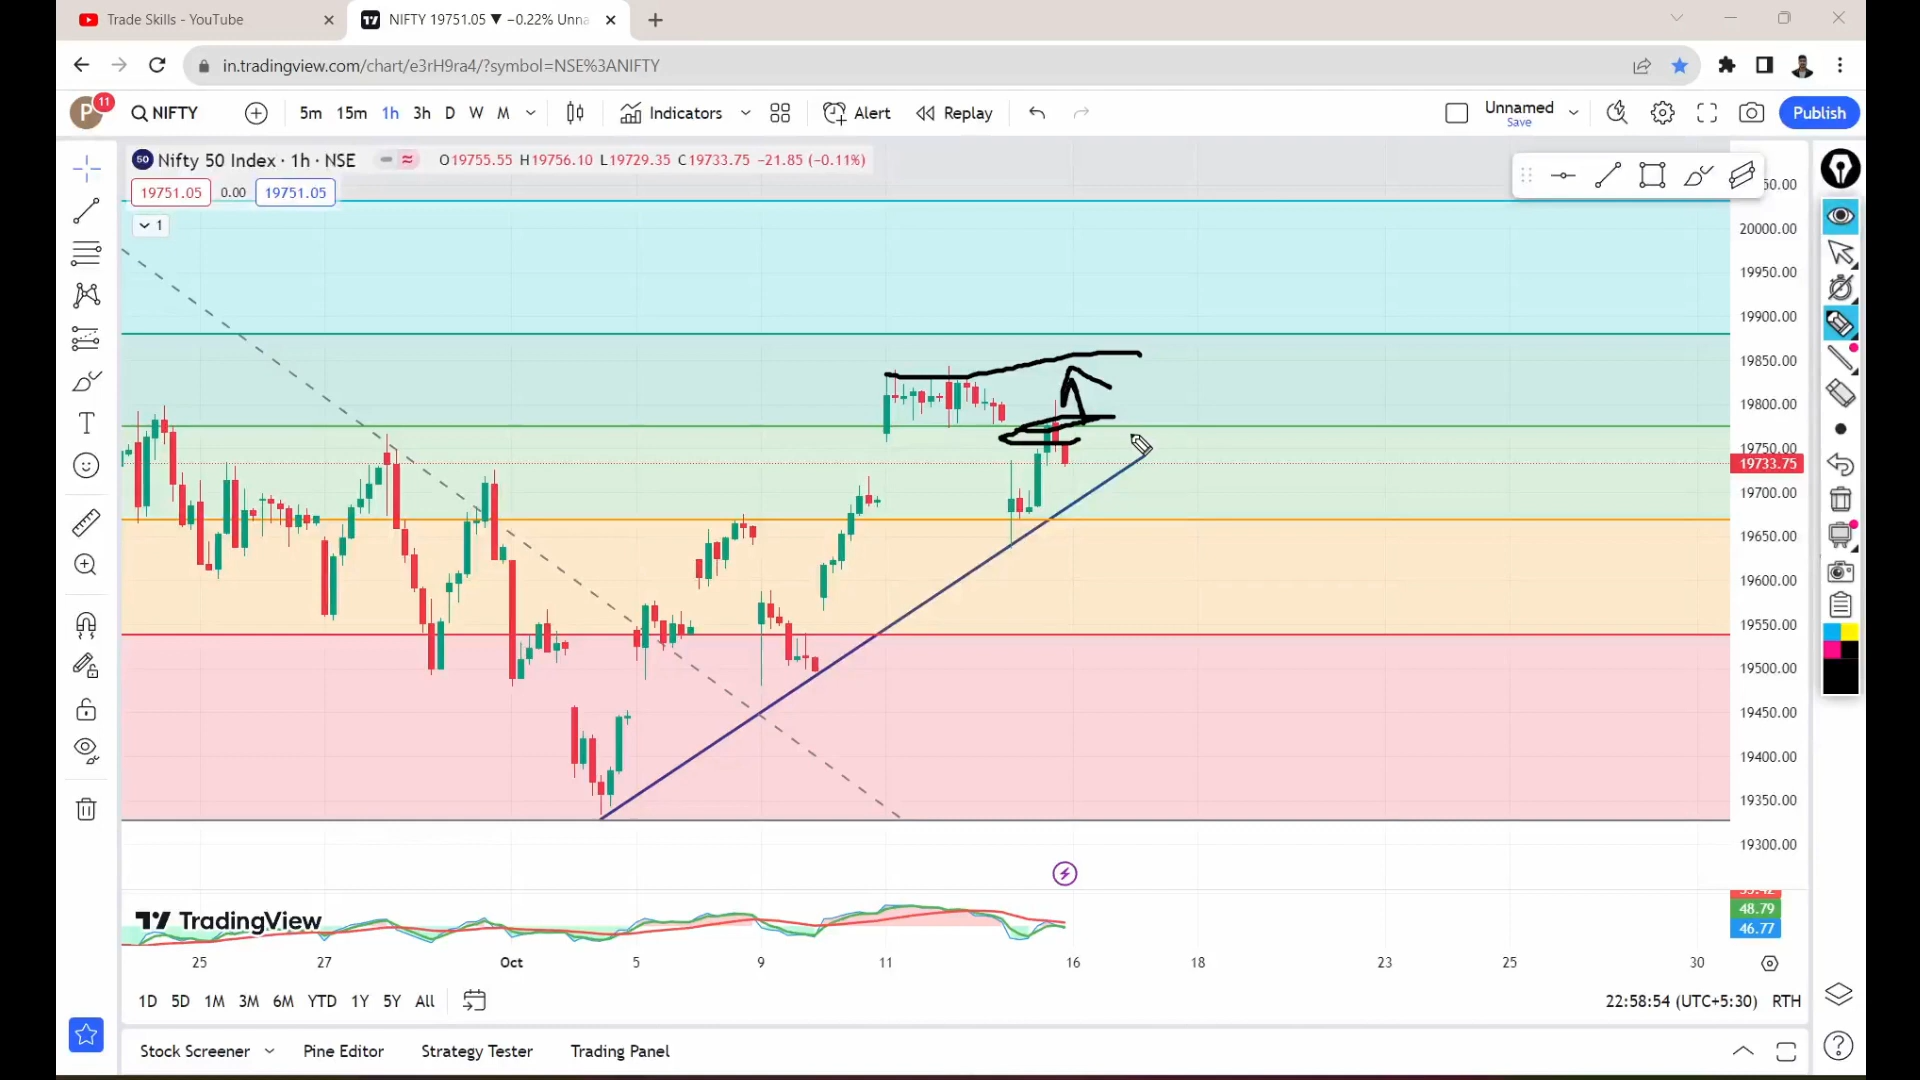 Trade Skills - YouTube
NIFTY 19751.05 ▼ −0.22% Unna
in.tradingview.com/chart/e3rH9ra4/?symbol=NSE%3ANIFTY
P 11 NIFTY 5m 15m 1h 3h D W M Indicators Alert Replay Unnamed Publish
Save
50 Nifty 50 Index · 1h · NSE O19755.55 H19756.10 L19729.35 C19733.75 −21.85 (−0.11%)
19751.05 0.00 19751.05
1
20000.00
19950.00
19900.00
19850.00
19800.00
19750.00
19733.75
19700.00
19650.00
19600.00
19550.00
19500.00
19450.00
19400.00
19350.00
19300.00
48.79
46.77
TradingView
25 27 Oct 5 9 11 16 18 23 25 30
1D 5D 1M 3M 6M YTD 1Y 5Y All 22:58:54 (UTC+5:30) RTH
Stock Screener Pine Editor Strategy Tester Trading Panel